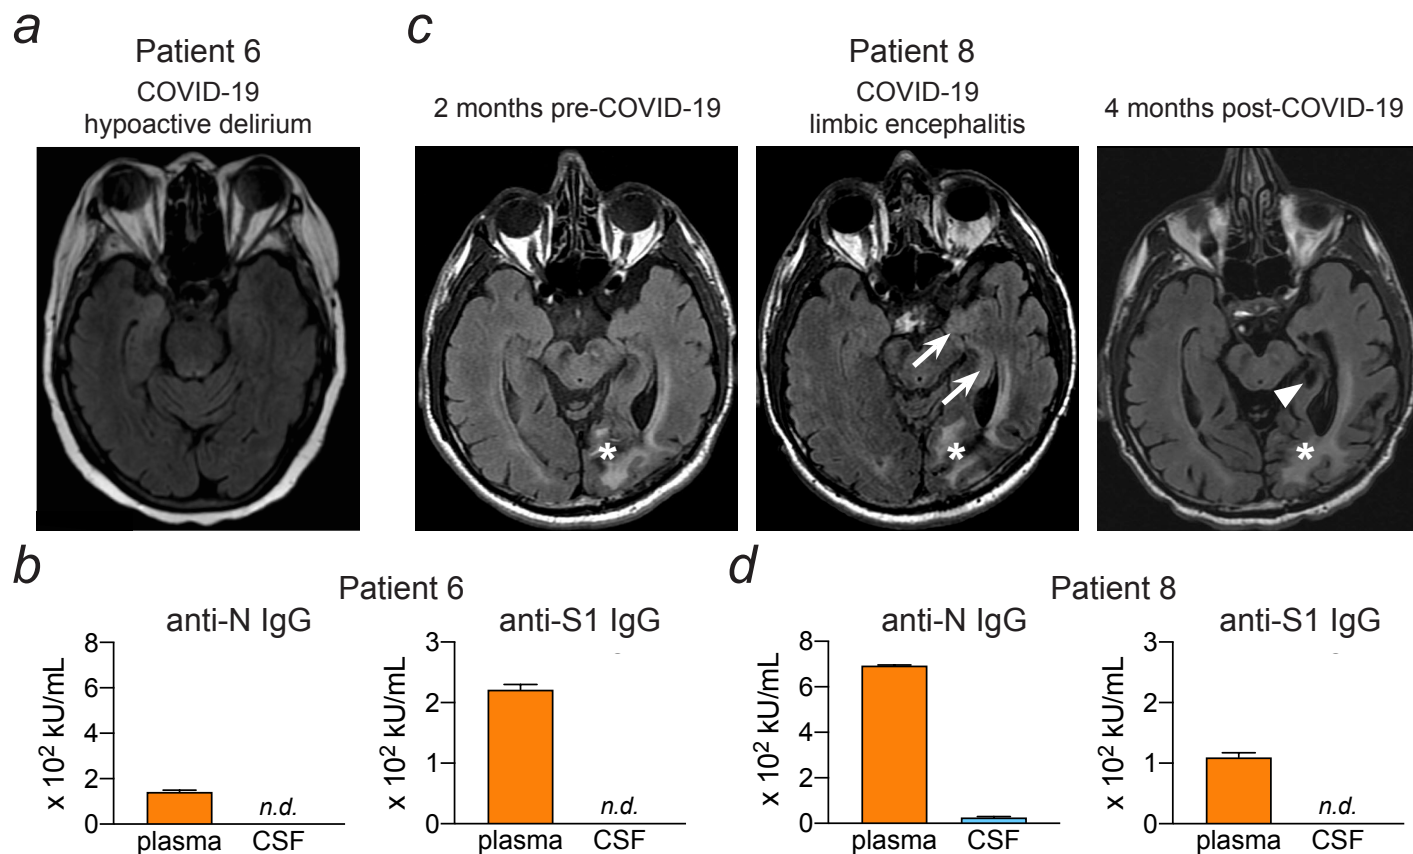 a
Patient 6
COVID-19
hypoactive delirium
c
Patient 8
2 months pre-COVID-19
COVID-19
limbic encephalitis
4 months post-COVID-19
*
*
*
b
Patient 6
anti-N IgG
x 10² kU/mL
8
6
4
2
0
n.d.
plasma CSF
anti-S1 IgG
x 10² kU/mL
3
2
1
0
n.d.
plasma CSF
d
Patient 8
anti-N IgG
x 10² kU/mL
8
6
4
2
0
plasma CSF
anti-S1 IgG
x 10² kU/mL
3
2
1
0
n.d.
plasma CSF